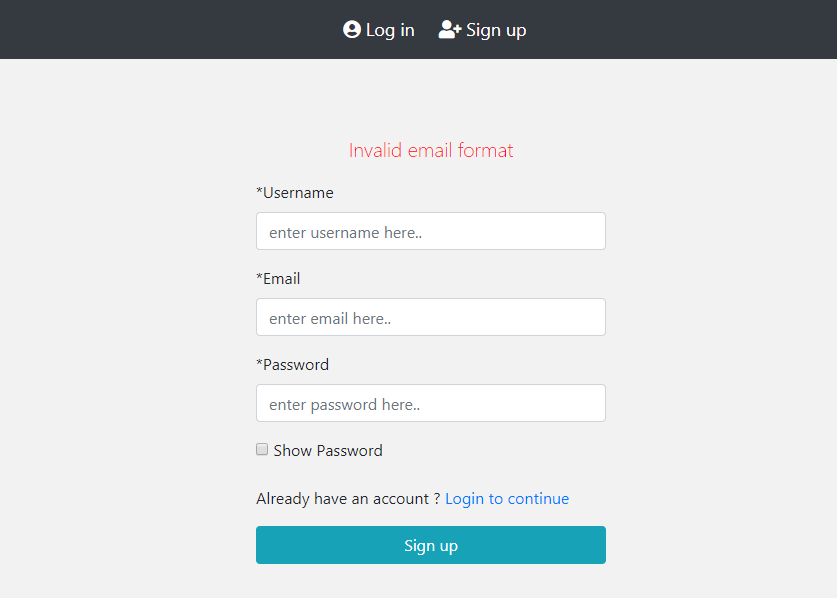 Log in Sign up
Invalid email format
*Username
enter username here..
*Email
enter email here..
*Password
enter password here..
Show Password
Already have an account ? Login to continue
Sign up